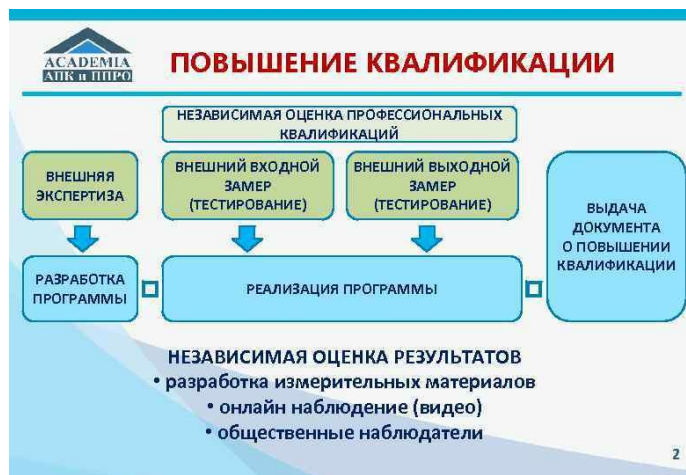 ACADEMIA
АПК и ППРО
ПОВЫШЕНИЕ КВАЛИФИКАЦИИ
НЕЗАВИСИМАЯ ОЦЕНКА ПРОФЕССИОНАЛЬНЫХ
КВАЛИФИКАЦИЙ
ВНЕШНЯЯ
ЭКСПЕРТИЗА
ВНЕШНИЙ ВХОДНОЙ
ЗАМЕР
(ТЕСТИРОВАНИЕ)
ВНЕШНИЙ ВЫХОДНОЙ
ЗАМЕР
(ТЕСТИРОВАНИЕ)
ВЫДАЧА
ДОКУМЕНТА
О ПОВЫШЕНИИ
КВАЛИФИКАЦИИ
РАЗРАБОТКА
ПРОГРАММЫ
РЕАЛИЗАЦИЯ ПРОГРАММЫ
НЕЗАВИСИМАЯ ОЦЕНКА РЕЗУЛЬТАТОВ
• разработка измерительных материалов
• онлайн наблюдение (видео)
• общественные наблюдатели
2